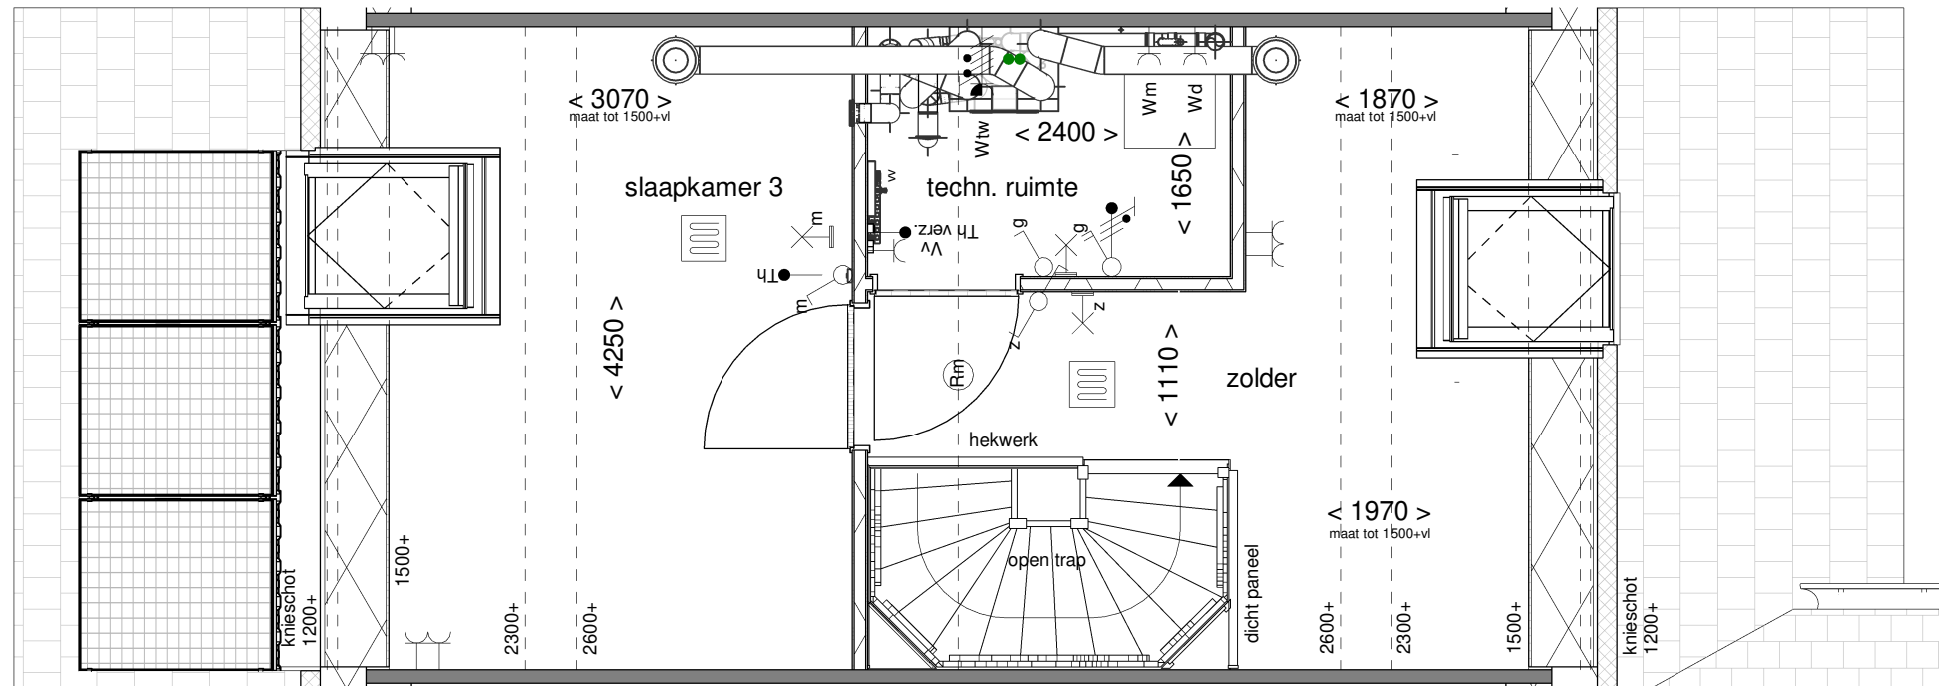 < 3070 >
maat tot 1500+vl
< 2400 >
Wtw
Wm
Wd
< 1870 >
maat tot 1500+vl
< 1650 >
slaapkamer 3
techn. ruimte
w
m
Th verz.
Vv
g
g
Th
m
z
z
< 4250 >
Rm
< 1110 >
zolder
hekwerk
< 1970 >
maat tot 1500+vl
open trap
dicht paneel
knieschot
1200+
1500+
2300+
2600+
2600+
2300+
1500+
knieschot
1200+